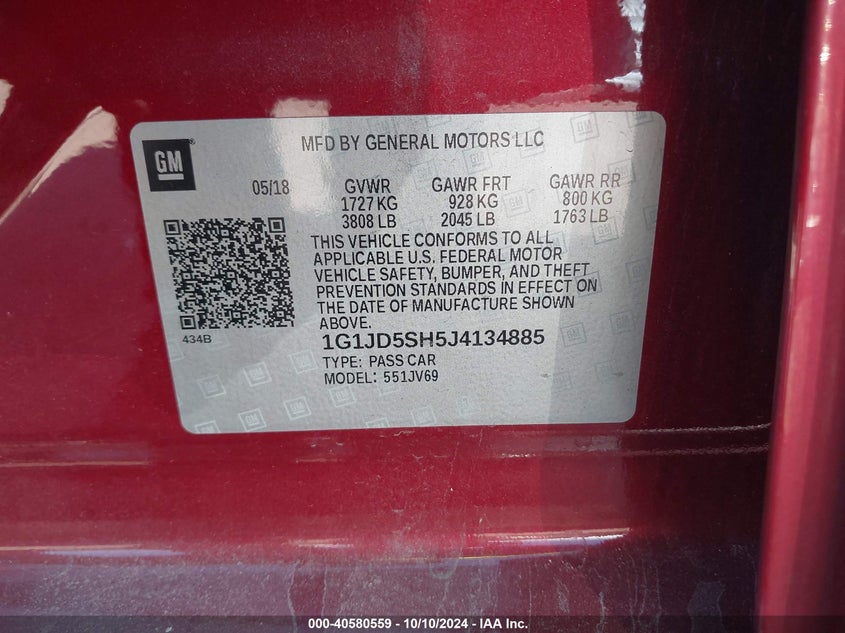 GM
MFD BY GENERAL MOTORS LLC
05/18 GVWR GAWR FRT GAWR RR
1727 KG 928 KG 800 KG
3808 LB 2045 LB 1763 LB
THIS VEHICLE CONFORMS TO ALL
APPLICABLE U.S. FEDERAL MOTOR
VEHICLE SAFETY, BUMPER, AND THEFT
PREVENTION STANDARDS IN EFFECT ON
THE DATE OF MANUFACTURE SHOWN
ABOVE.
434B
1G1JD5SH5J4134885
TYPE: PASS CAR
MODEL: 551JV69
000-40580559 - 10/10/2024 - IAA Inc.